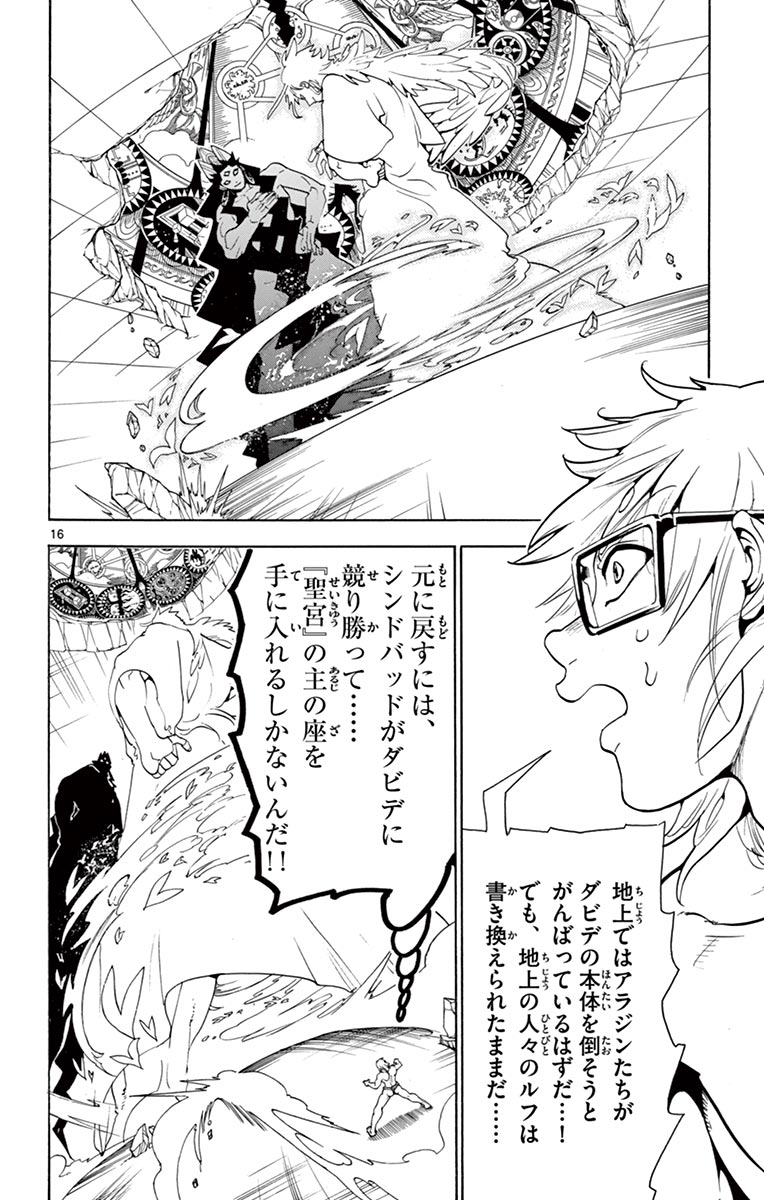 地上ではアラジンたちが
ダビデの本体を倒そうと
がんばっているはずだ…！
でも、地上の人々のルフは
書き換えられたままだ……
元に戻すには、
シンドバッドがダビデに
競り勝って……
『聖宮』の主の座を
手に入れるしかないんだ！！
16